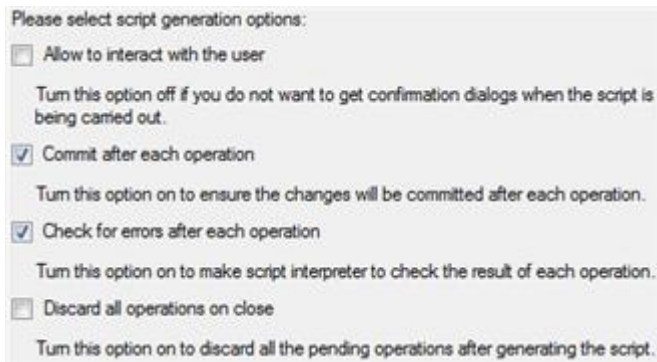 Please select script generation options:
Allow to interact with the user
Turn this option off if you do not want to get confirmation dialogs when the script is
being carried out.
Commit after each operation
Turn this option on to ensure the changes will be committed after each operation.
Check for errors after each operation
Turn this option on to make script interpreter to check the result of each operation.
Discard all operations on close
Turn this option on to discard all the pending operations after generating the script.